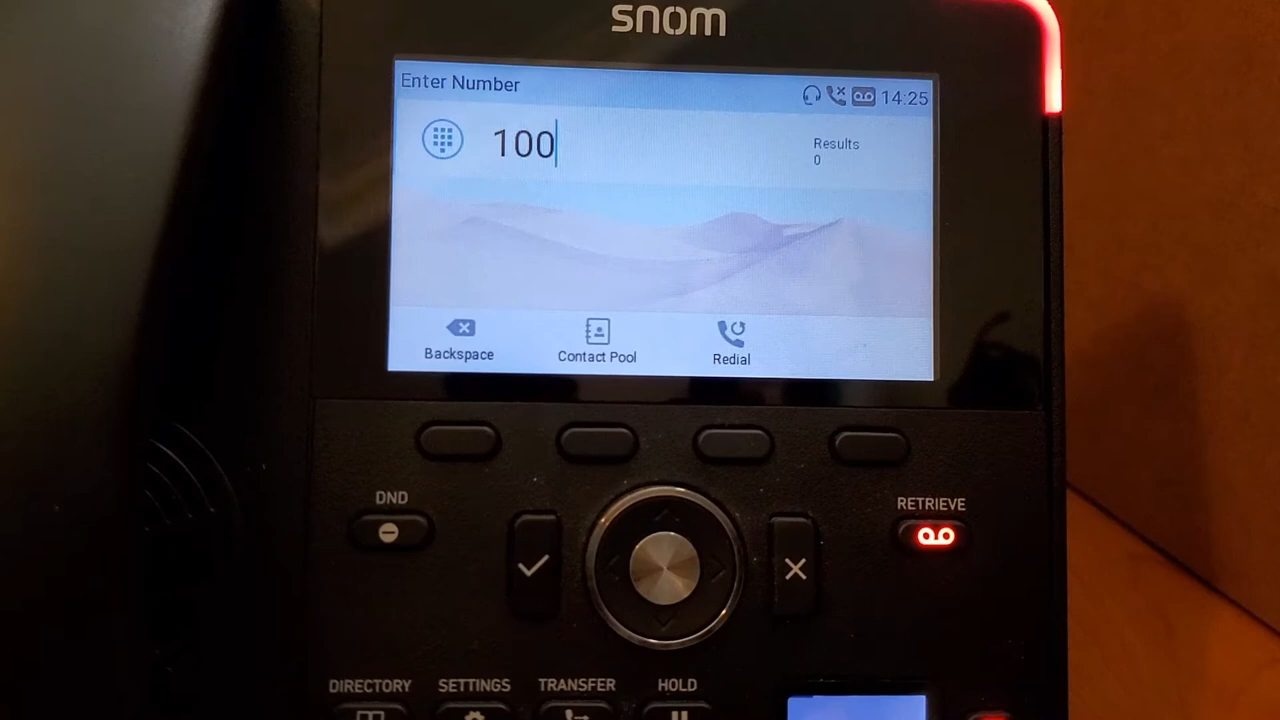 snom
Enter Number
14:25
100
Results
0
Backspace
Contact Pool
Redial
DND
RETRIEVE
DIRECTORY
SETTINGS
TRANSFER
HOLD